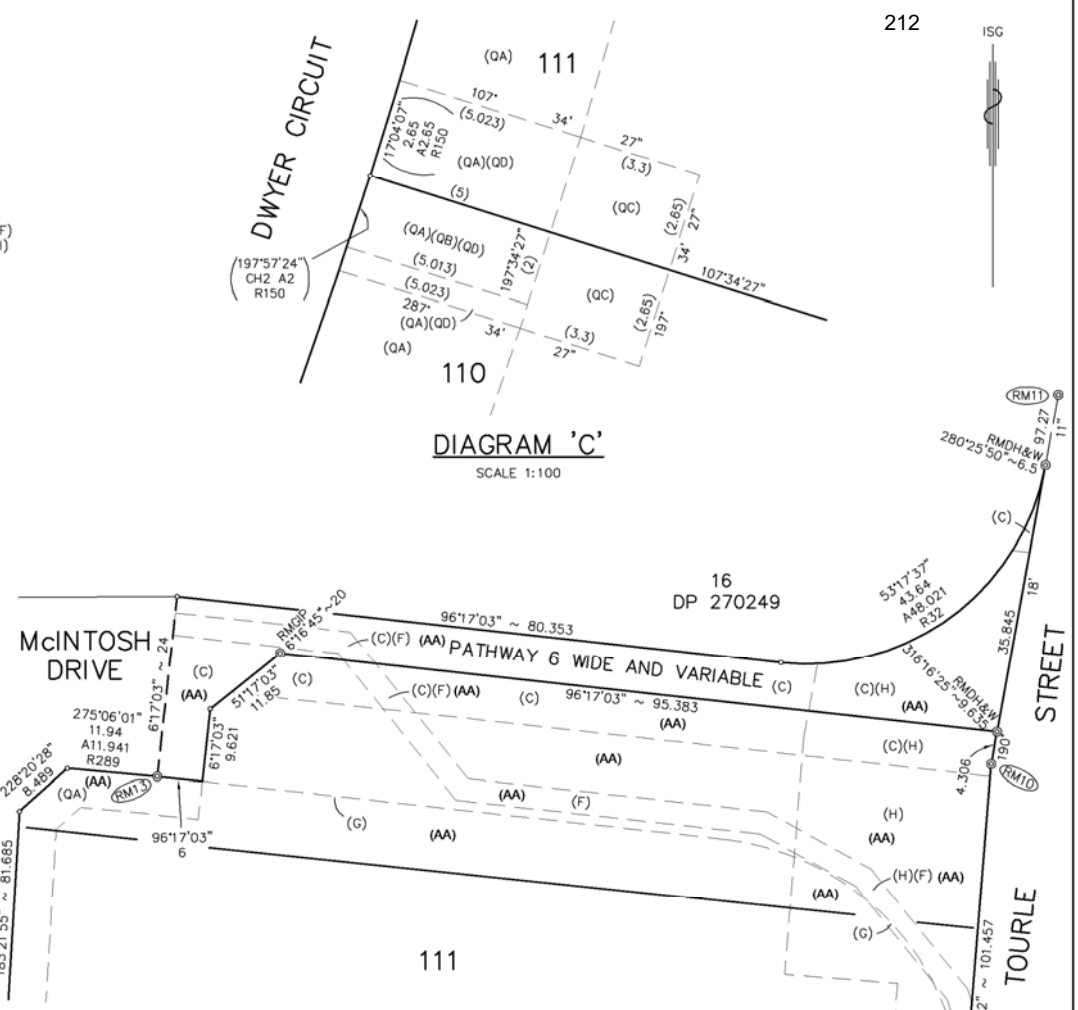 212
ISG
DWYER CIRCUIT
(QA)
111
107°
(5.023)
34'
27"
(3.3)
17°04'07"
2.65
A2.65
R150
(QA)(QD)
(QC)
(2.65)
27"
34'
(5)
(QA)(QB)(QD)
197°34'27"
(2)
107°34'27"
197°57'24"
CH2 A2
R150
(5.013)
(5.023)
287°
34'
27"
(QA)(QD)
(QA)
(QC)
(3.3)
(2.65)
197°
110
DIAGRAM 'C'
SCALE 1:100
RM11
97.27
11"
RMDH&W
280°25'50"~6.5
(C)
16
DP 270249
53°17'37"
43.64
A48.021
R32
18'
35.845
McINTOSH
DRIVE
6°17'03" ~ 24
RMGIP
6°16'45"~20
96°17'03" ~ 80.353
(C)(F) (AA)
PATHWAY 6 WIDE AND VARIABLE
(C)
(C)
(AA)
51°17'03"
11.85
(C)
(C)(F) (AA)
(C)
96°17'03" ~ 95.383
(AA)
(C)(H)
(AA)
316°16'25"~9.635
RMDH&W
STREET
275°06'01"
11.94
A11.941
R289
6°17'03"
9.621
(AA)
(C)(H)
190°
4.306
RM10
228°20'28"
8.489
(AA)
(QA)
RM13
96°17'03"
6
(G)
(AA)
(AA)
(F)
(H)
(AA)
(H)(F) (AA)
(AA)
(G)
183°21'55" ~ 81.685
111
2" ~ 101.457
TOURLE